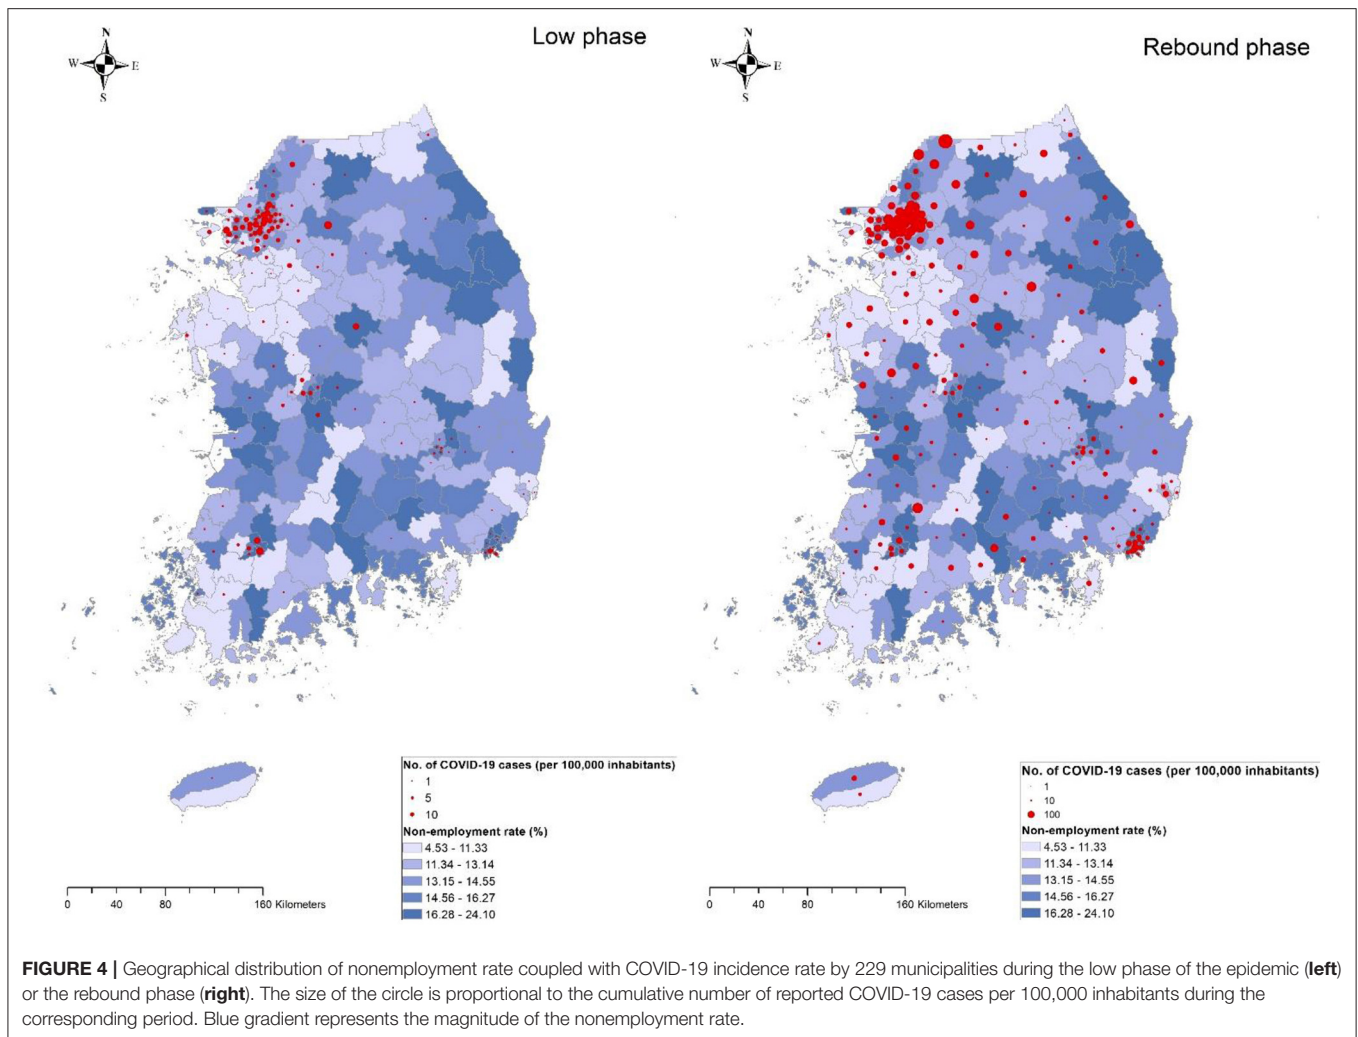 Low phase
N
W
E
S
No. of COVID-19 cases (per 100,000 inhabitants)
1
5
10
Non-employment rate (%)
4.53 - 11.33
11.34 - 13.14
13.15 - 14.55
14.56 - 16.27
16.28 - 24.10
0 40 80 160 Kilometers
Rebound phase
N
W
E
S
No. of COVID-19 cases (per 100,000 inhabitants)
1
10
100
Non-employment rate (%)
4.53 - 11.33
11.34 - 13.14
13.15 - 14.55
14.56 - 16.27
16.28 - 24.10
0 40 80 160 Kilometers
FIGURE 4 | Geographical distribution of nonemployment rate coupled with COVID-19 incidence rate by 229 municipalities during the low phase of the epidemic (left)
or the rebound phase (right). The size of the circle is proportional to the cumulative number of reported COVID-19 cases per 100,000 inhabitants during the
corresponding period. Blue gradient represents the magnitude of the nonemployment rate.